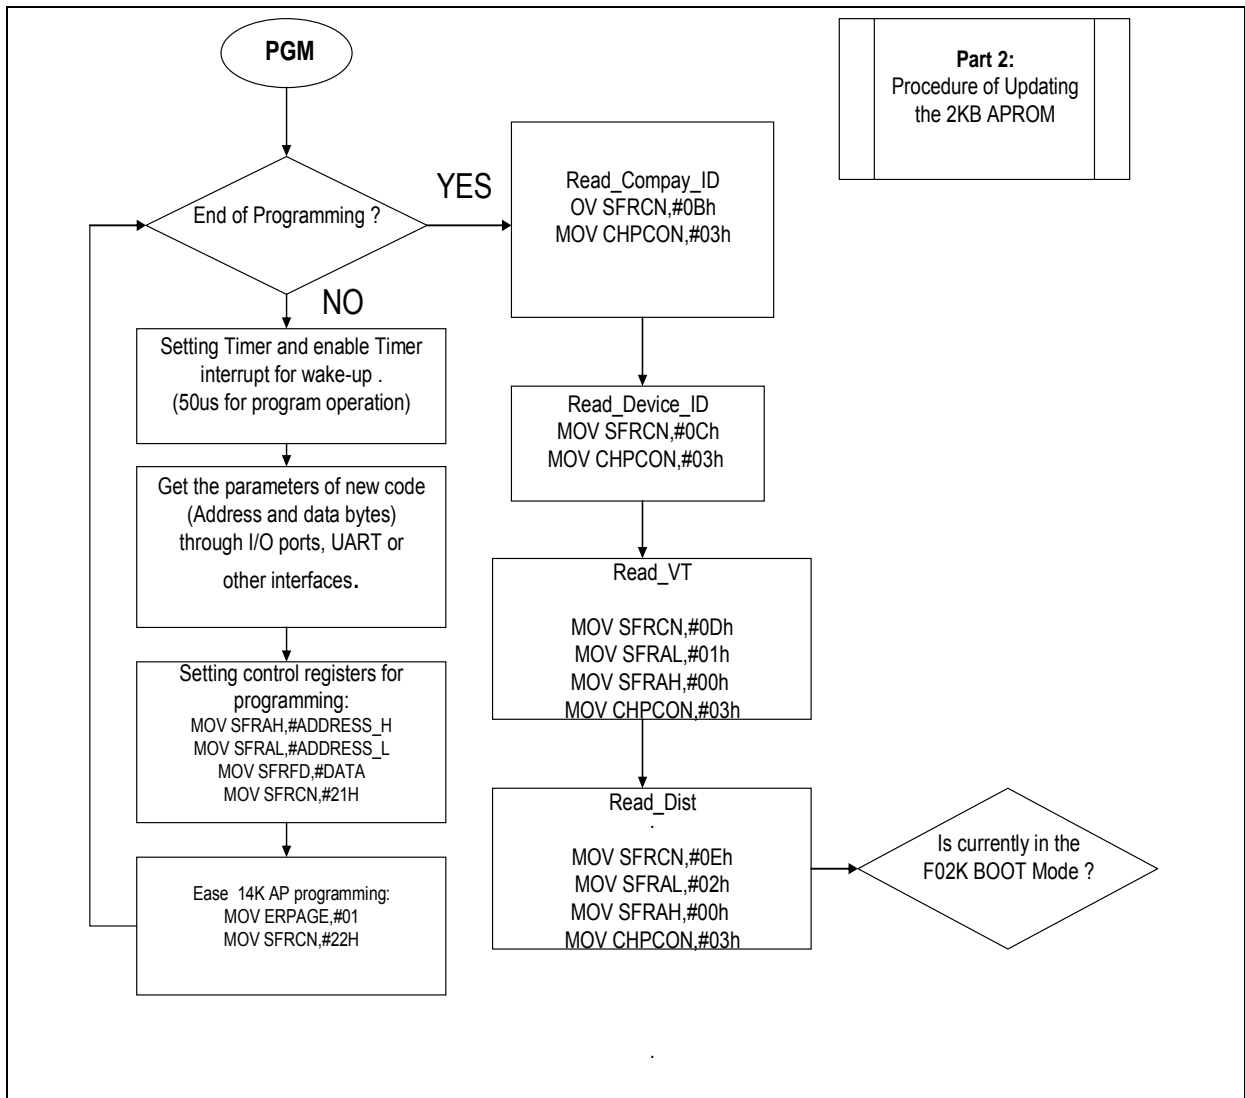 PGM
Part 2:
Procedure of Updating
the 2KB APROM
End of Programming ?
YES
NO
Read_Compay_ID
OV SFRCN,#0Bh
MOV CHPCON,#03h
Setting Timer and enable Timer
interrupt for wake-up .
(50us for program operation)
Read_Device_ID
MOV SFRCN,#0Ch
MOV CHPCON,#03h
Get the parameters of new code
(Address and data bytes)
through I/O ports, UART or
other interfaces.
Read_VT
MOV SFRCN,#0Dh
MOV SFRAL,#01h
MOV SFRAH,#00h
MOV CHPCON,#03h
Setting control registers for
programming:
MOV SFRAH,#ADDRESS_H
MOV SFRAL,#ADDRESS_L
MOV SFRFD,#DATA
MOV SFRCN,#21H
Read_Dist
.
MOV SFRCN,#0Eh
MOV SFRAL,#02h
MOV SFRAH,#00h
MOV CHPCON,#03h
Is currently in the
F02K BOOT Mode ?
Ease 14K AP programming:
MOV ERPAGE,#01
MOV SFRCN,#22H
.